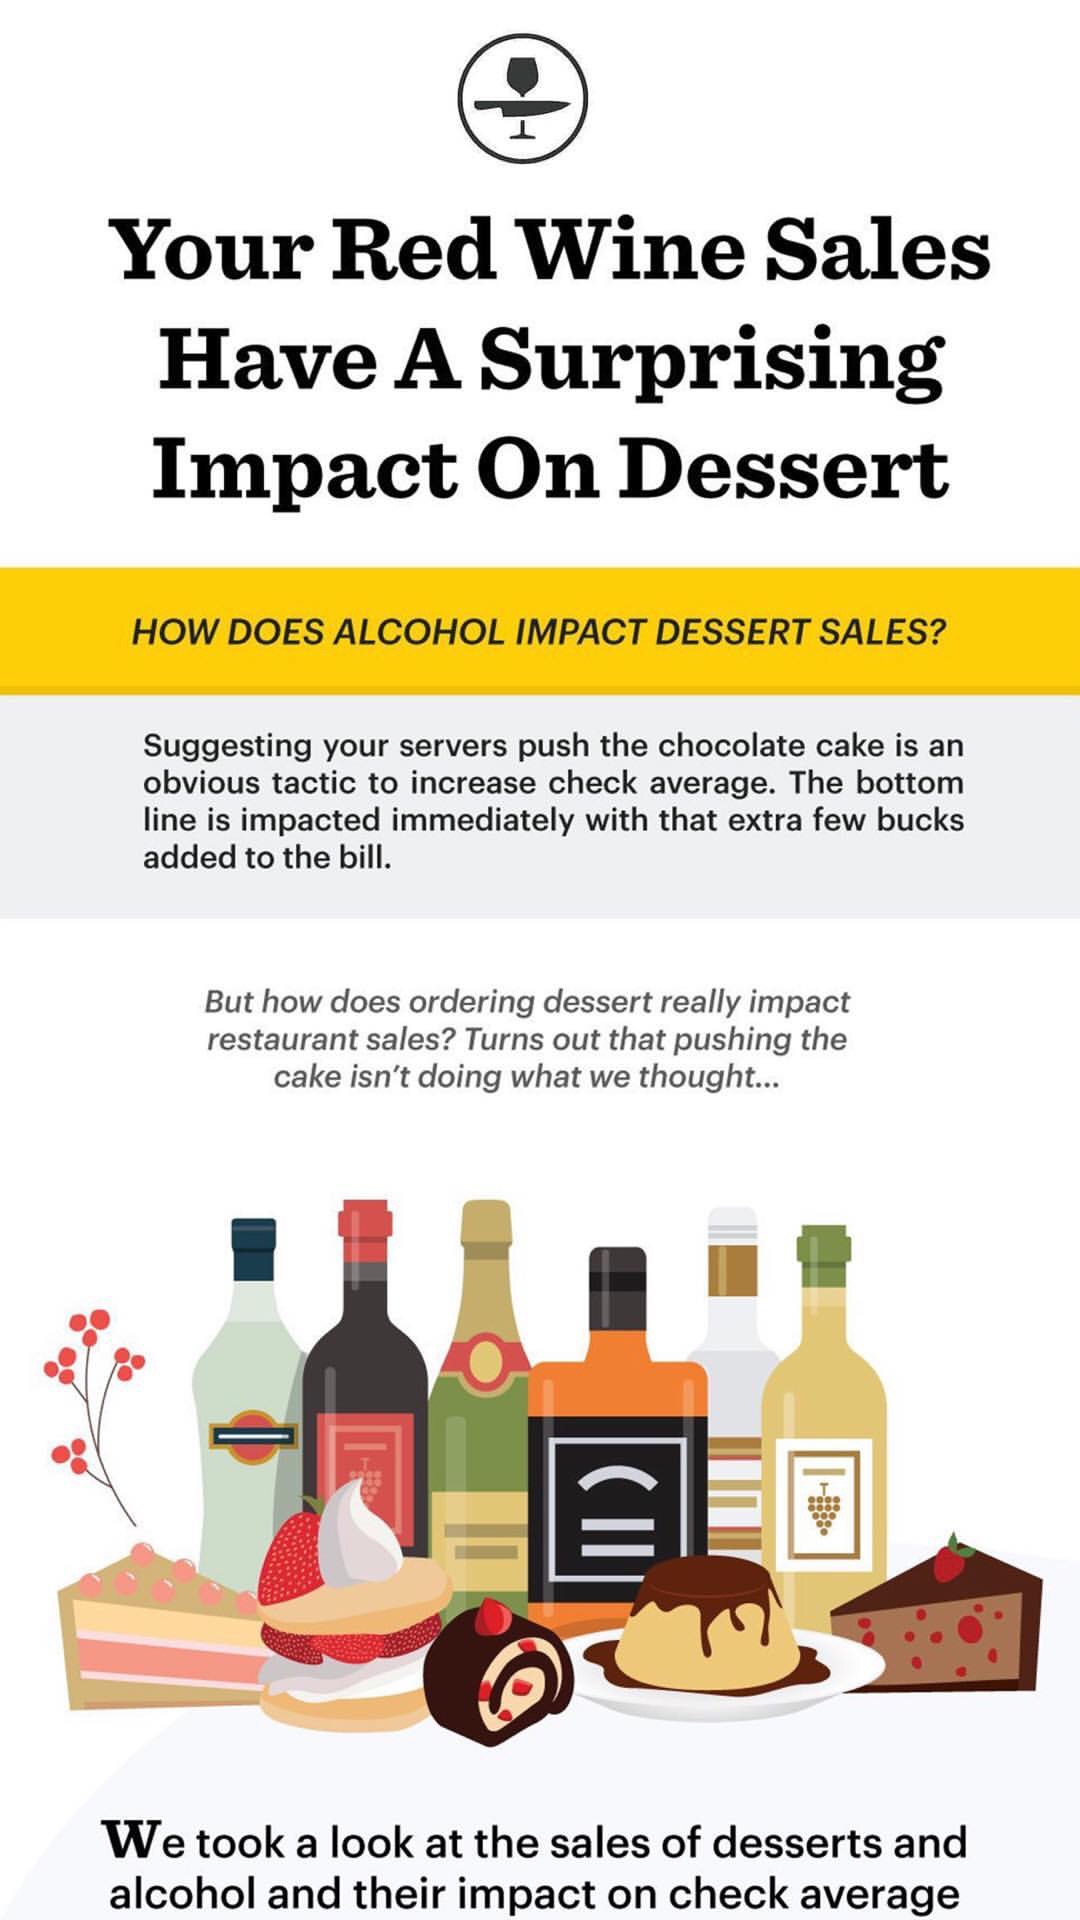 Your Red Wine Sales
Have A Surprising
Impact On Dessert
HOW DOES ALCOHOL IMPACT DESSERT SALES?
Suggesting your servers push the chocolate cake is an
obvious tactic to increase check average. The bottom
line is impacted immediately with that extra few bucks
added to the bill.
But how does ordering dessert really impact
restaurant sales? Turns out that pushing the
cake isn't doing what we thought...
We took a look at the sales of desserts and
alcohol and their impact on check average